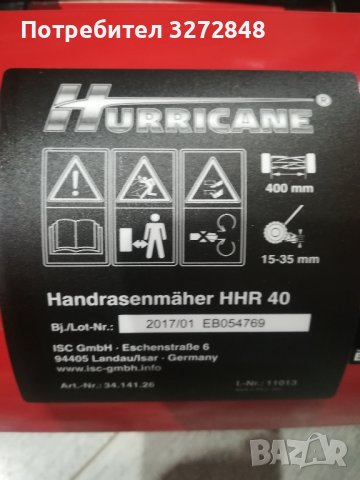 Потребител 3272848
HURRICANE®
400 mm
15-35 mm
Handrasenmäher HHR 40
Bj./Lot-Nr.: 2017/01 EB054769
ISC GmbH · Eschenstraße 6
94405 Landau/Isar · Germany
www.isc-gmbh.info
Art.-Nr.: 34.141.26 I.-Nr.: 11013
bazar